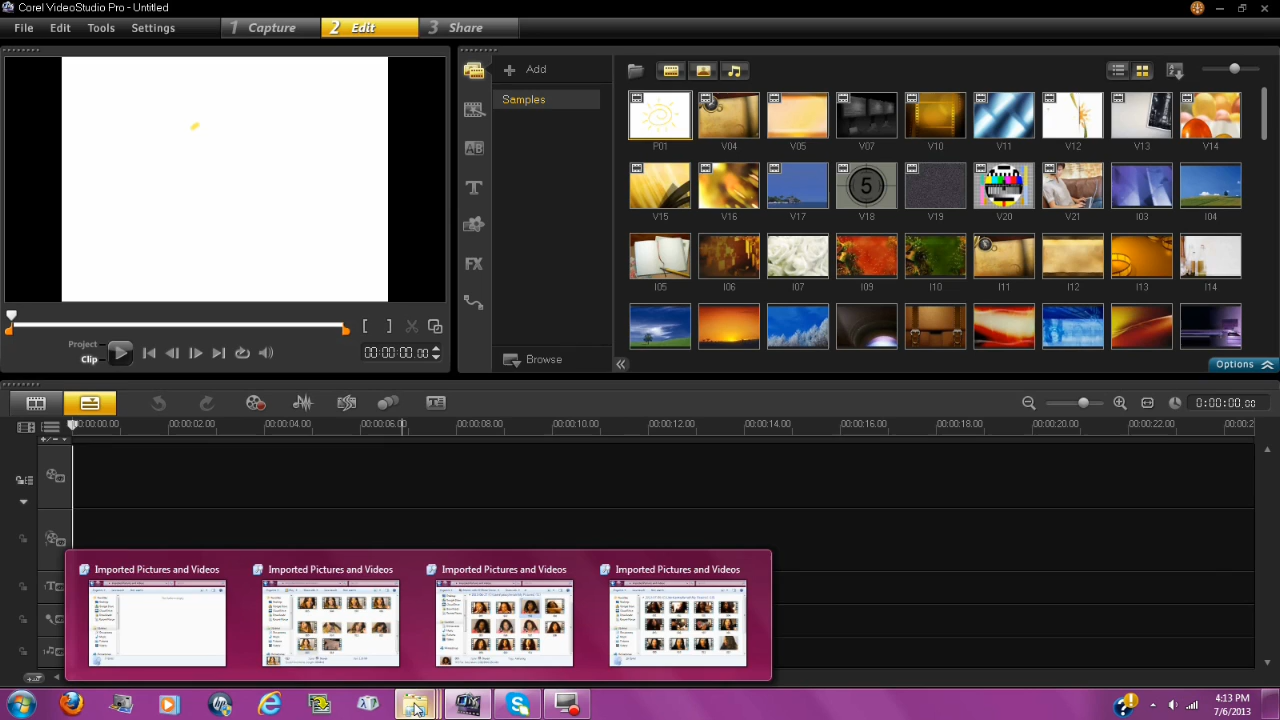 Corel VideoStudio Pro - Untitled
File Edit Tools Settings 1 Capture 2 Edit 3 Share
Add
Samples
P01 V04 V05 V07 V10 V11 V12 V13 V14
V15 V16 V17 V18 V19 V20 V21 I03 I04
I05 I06 I07 I09 I10 I11 I12 I13 I14
AB
T
FX
Project
Clip
00:00:00.00
Browse
Options
0:00:00.00
00:00:00.00 00:00:02.00 00:00:04.00 00:00:06.00 00:00:08.00 00:00:10.00 00:00:12.00 00:00:14.00 00:00:16.00 00:00:18.00 00:00:20.00 00:00:22.00 00:00:2
Imported Pictures and Videos Imported Pictures and Videos Imported Pictures and Videos Imported Pictures and Videos
4:13 PM
7/6/2013